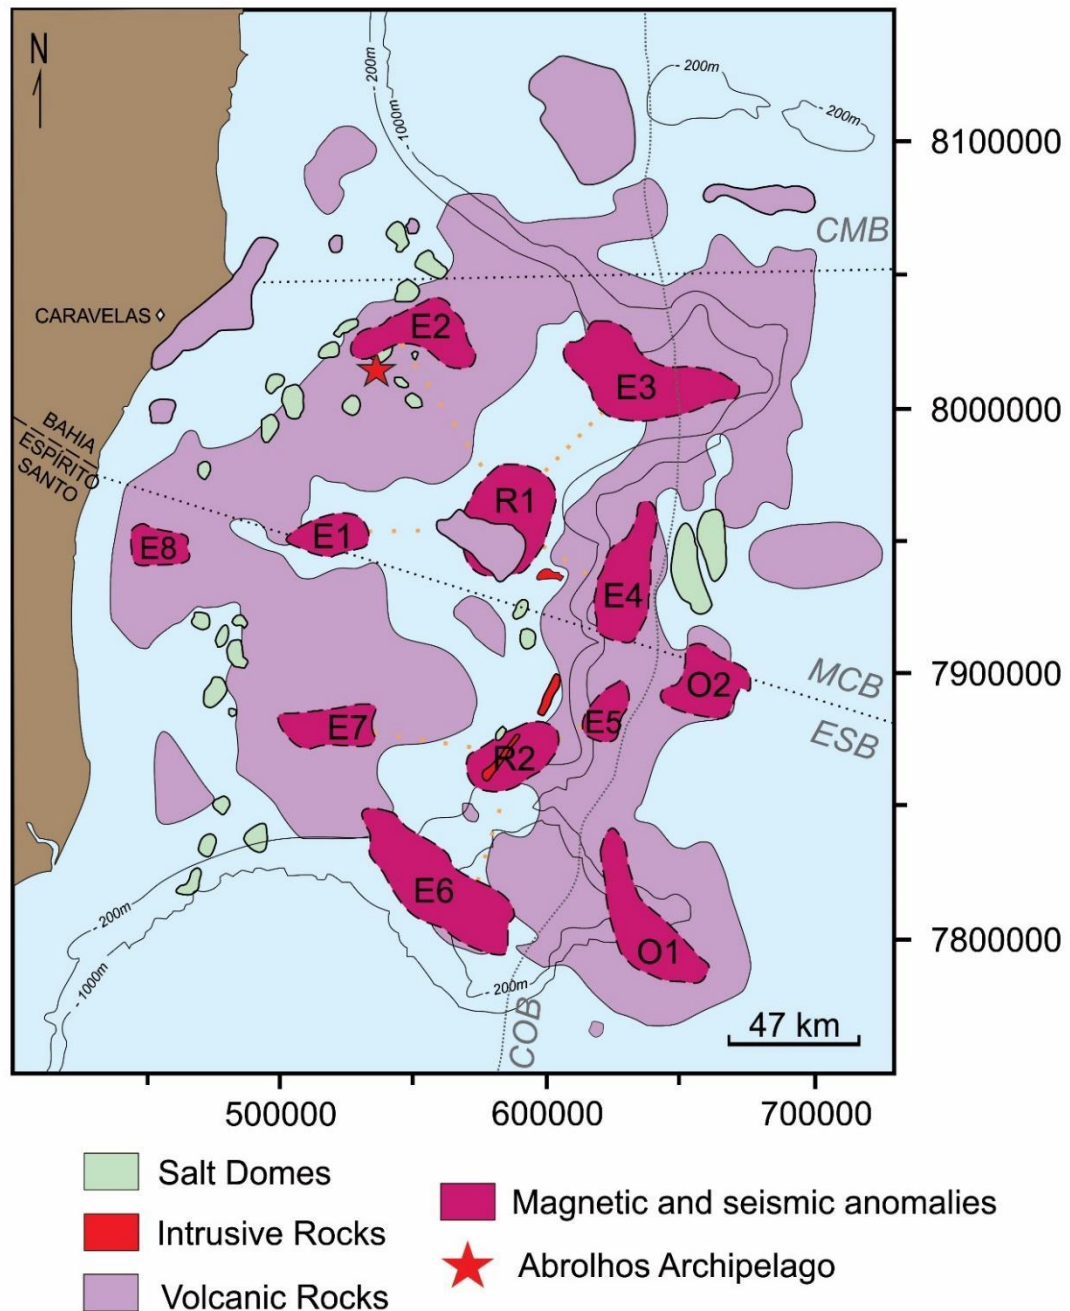 N
- 200m
- 1000m
- 200m
- 200m
8100000
CMB
CARAVELAS
E2
E3
8000000
BAHIA
ESPÍRITO
SANTO
R1
E8
E1
E4
O2
7900000
MCB
ESB
E7
E5
R2
E6
O1
7800000
- 200m
- 1000m
- 200m
COB
47 km
500000
600000
700000
Salt Domes
Intrusive Rocks
Volcanic Rocks
Magnetic and seismic anomalies
Abrolhos Archipelago